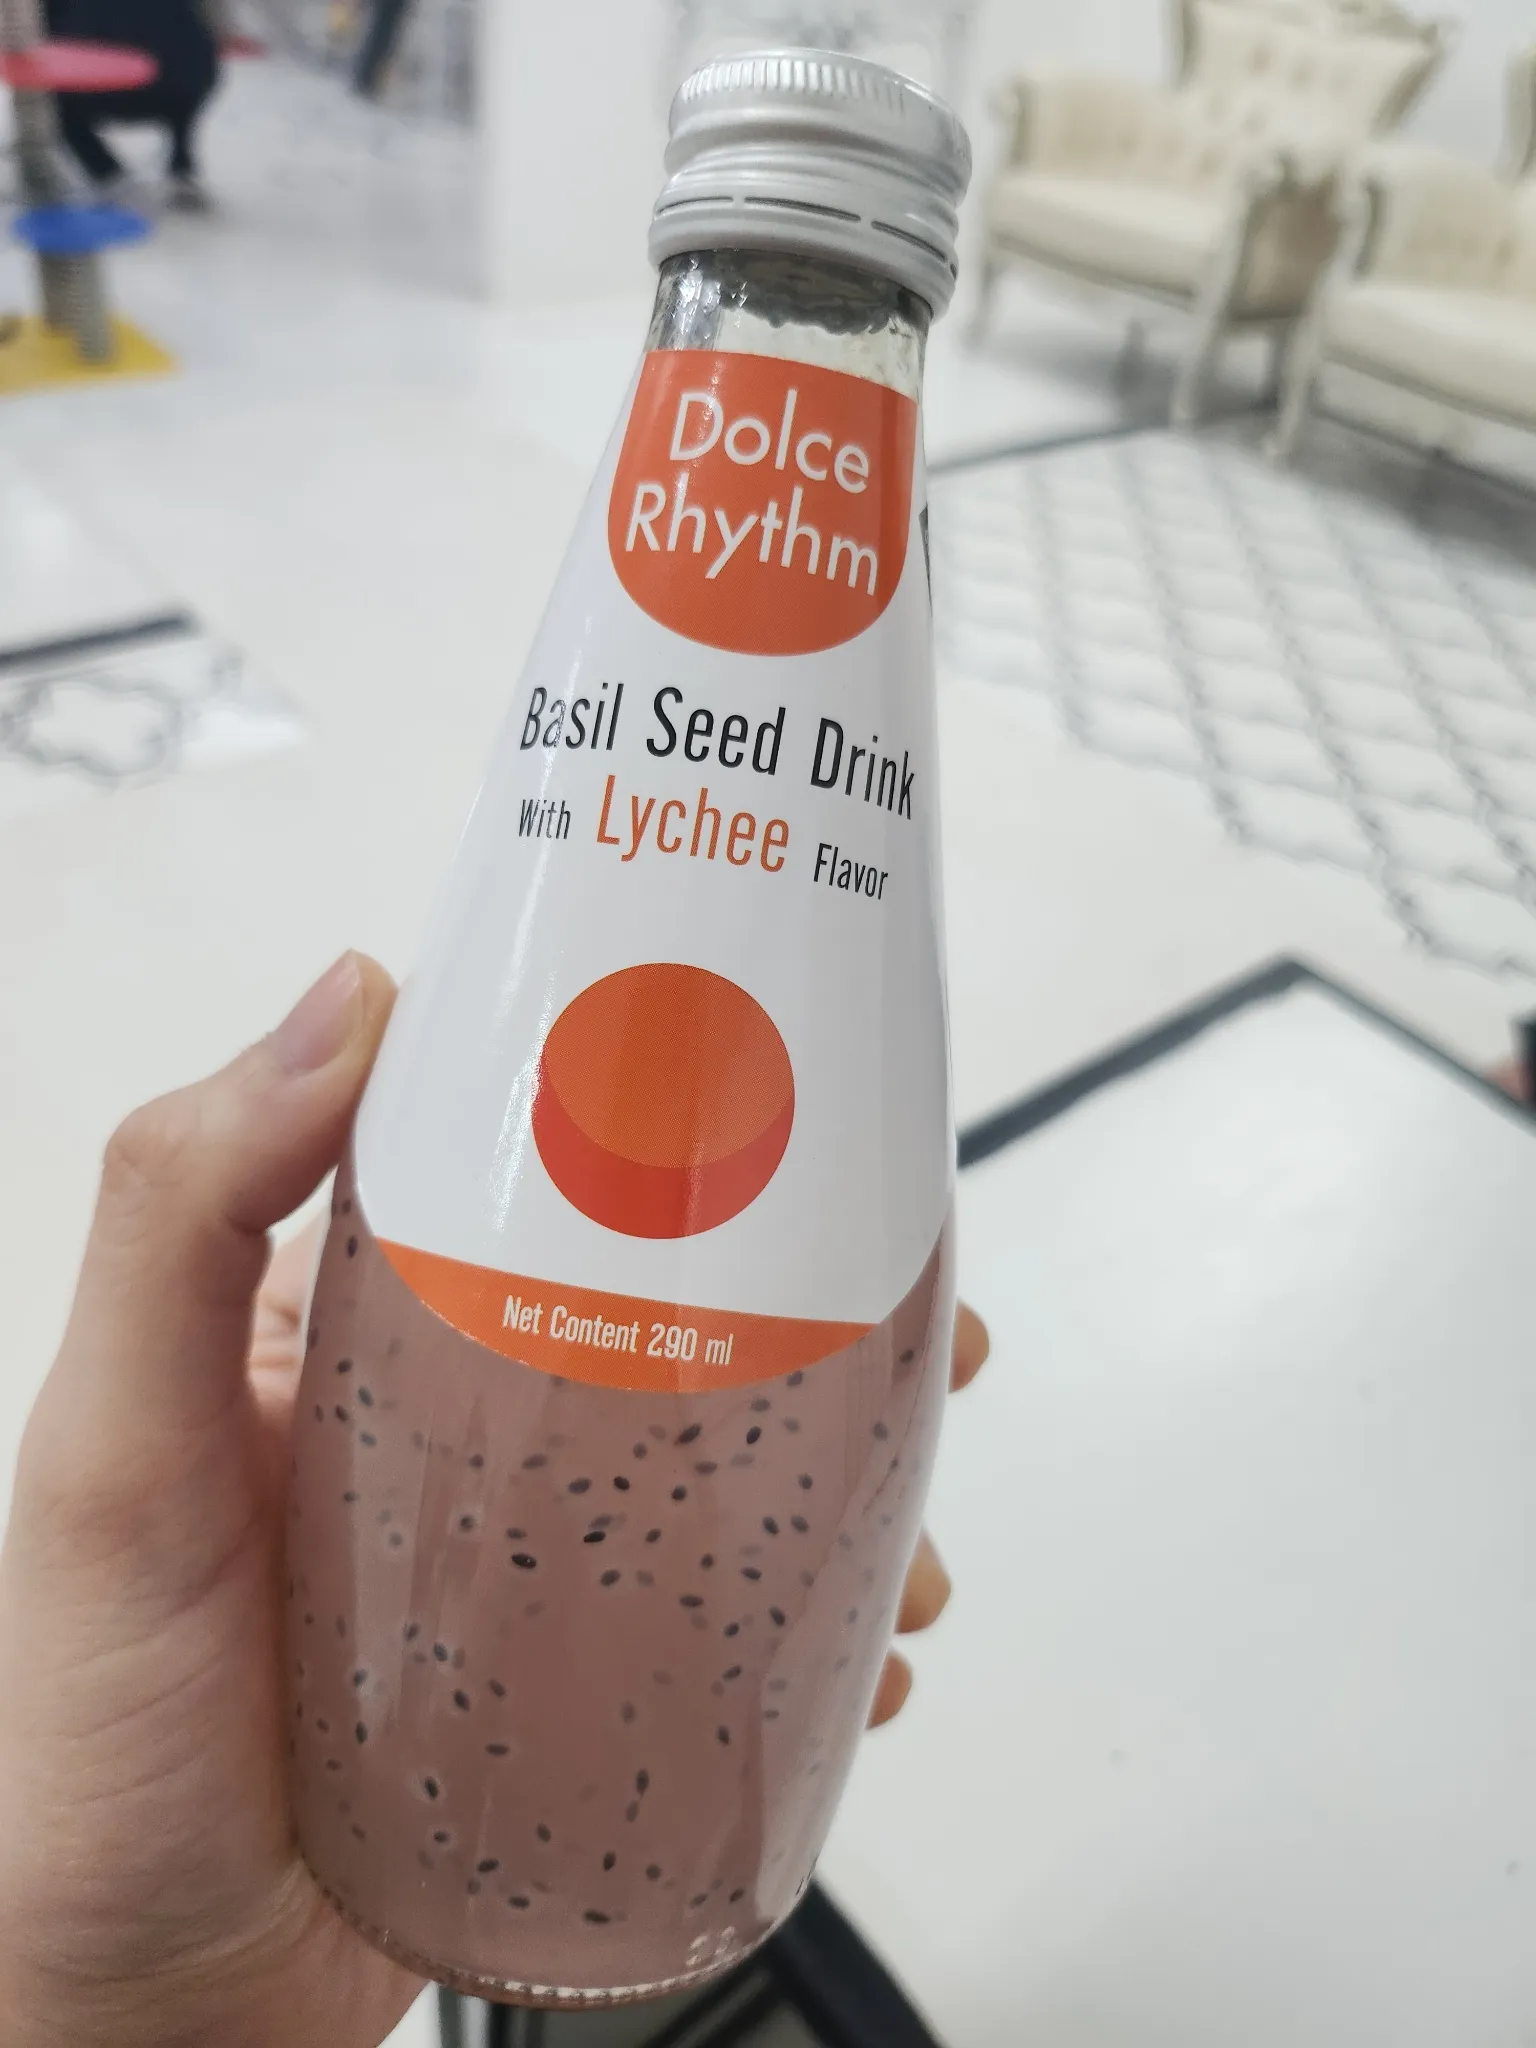 Dolce
Rhythm
Basil Seed Drink
With Lychee Flavor
Net Content 290 ml